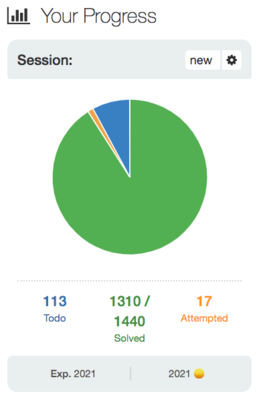 Your Progress
Session: new
113 1310 / 17
1440
Todo Solved Attempted
Exp. 2021 2021